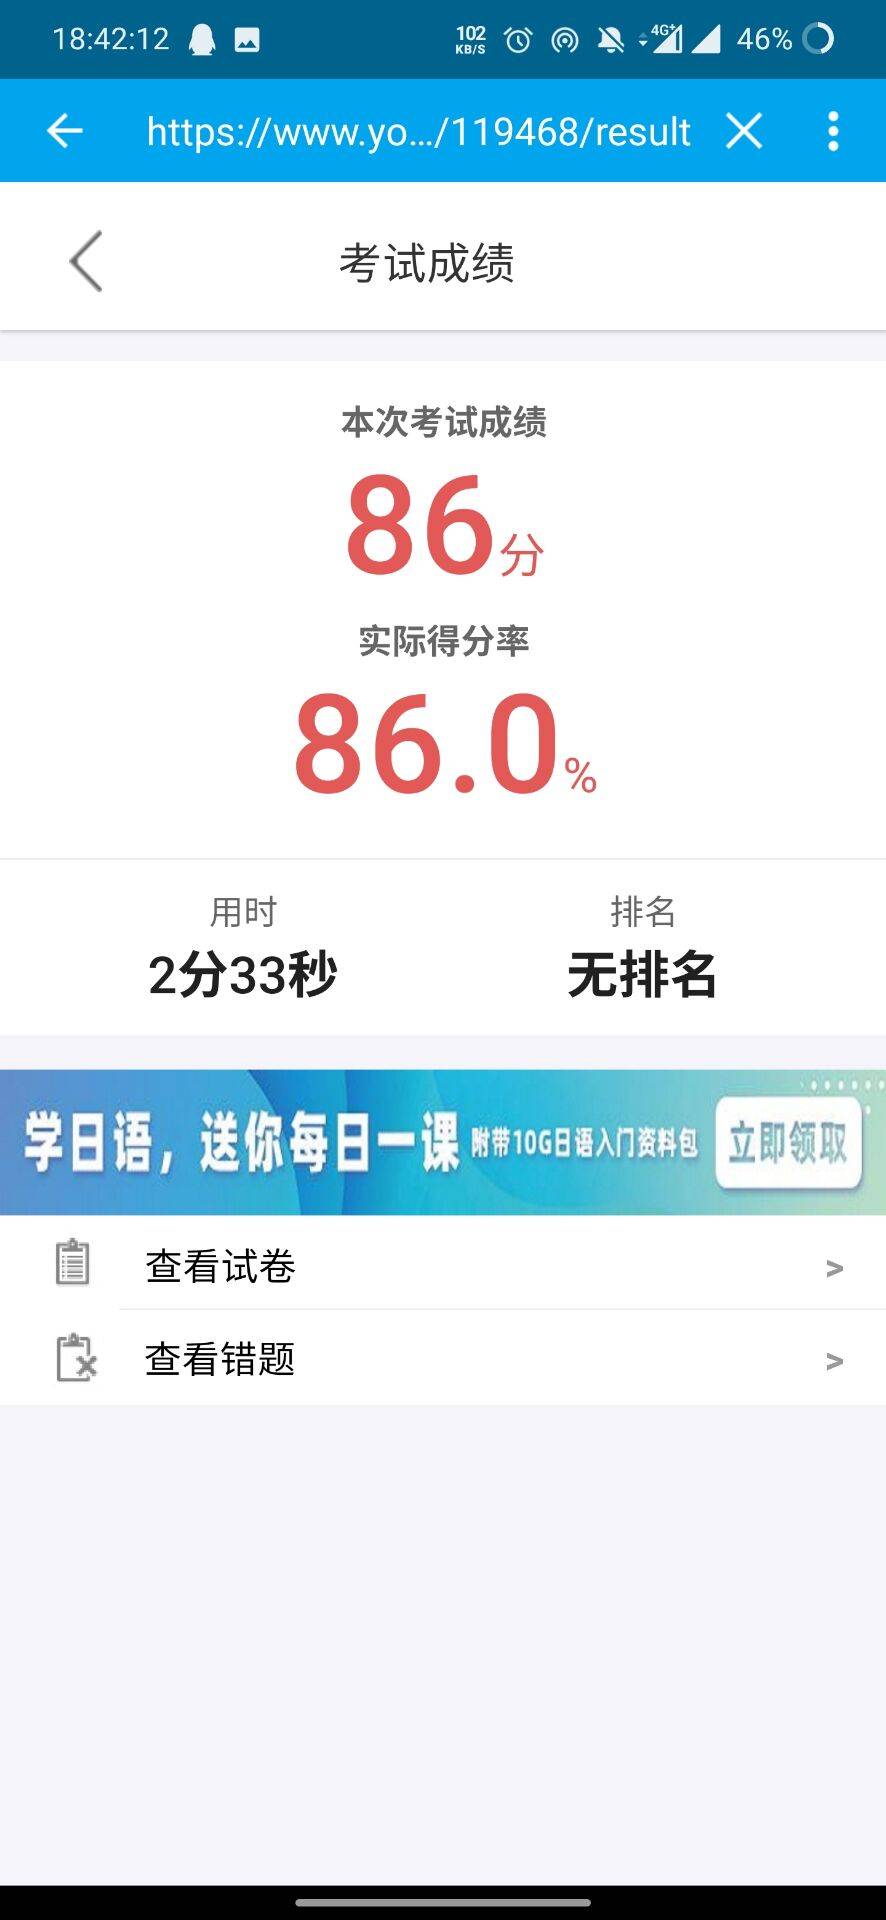 18:42:12 102 KB/S 4G+ 46%
https://www.yo.../119468/result
考试成绩
本次考试成绩
86分
实际得分率
86.0%
用时 排名
2分33秒 无排名
学日语，送你每日一课 附带10G日语入门资料包 立即领取
查看试卷 >
查看错题 >